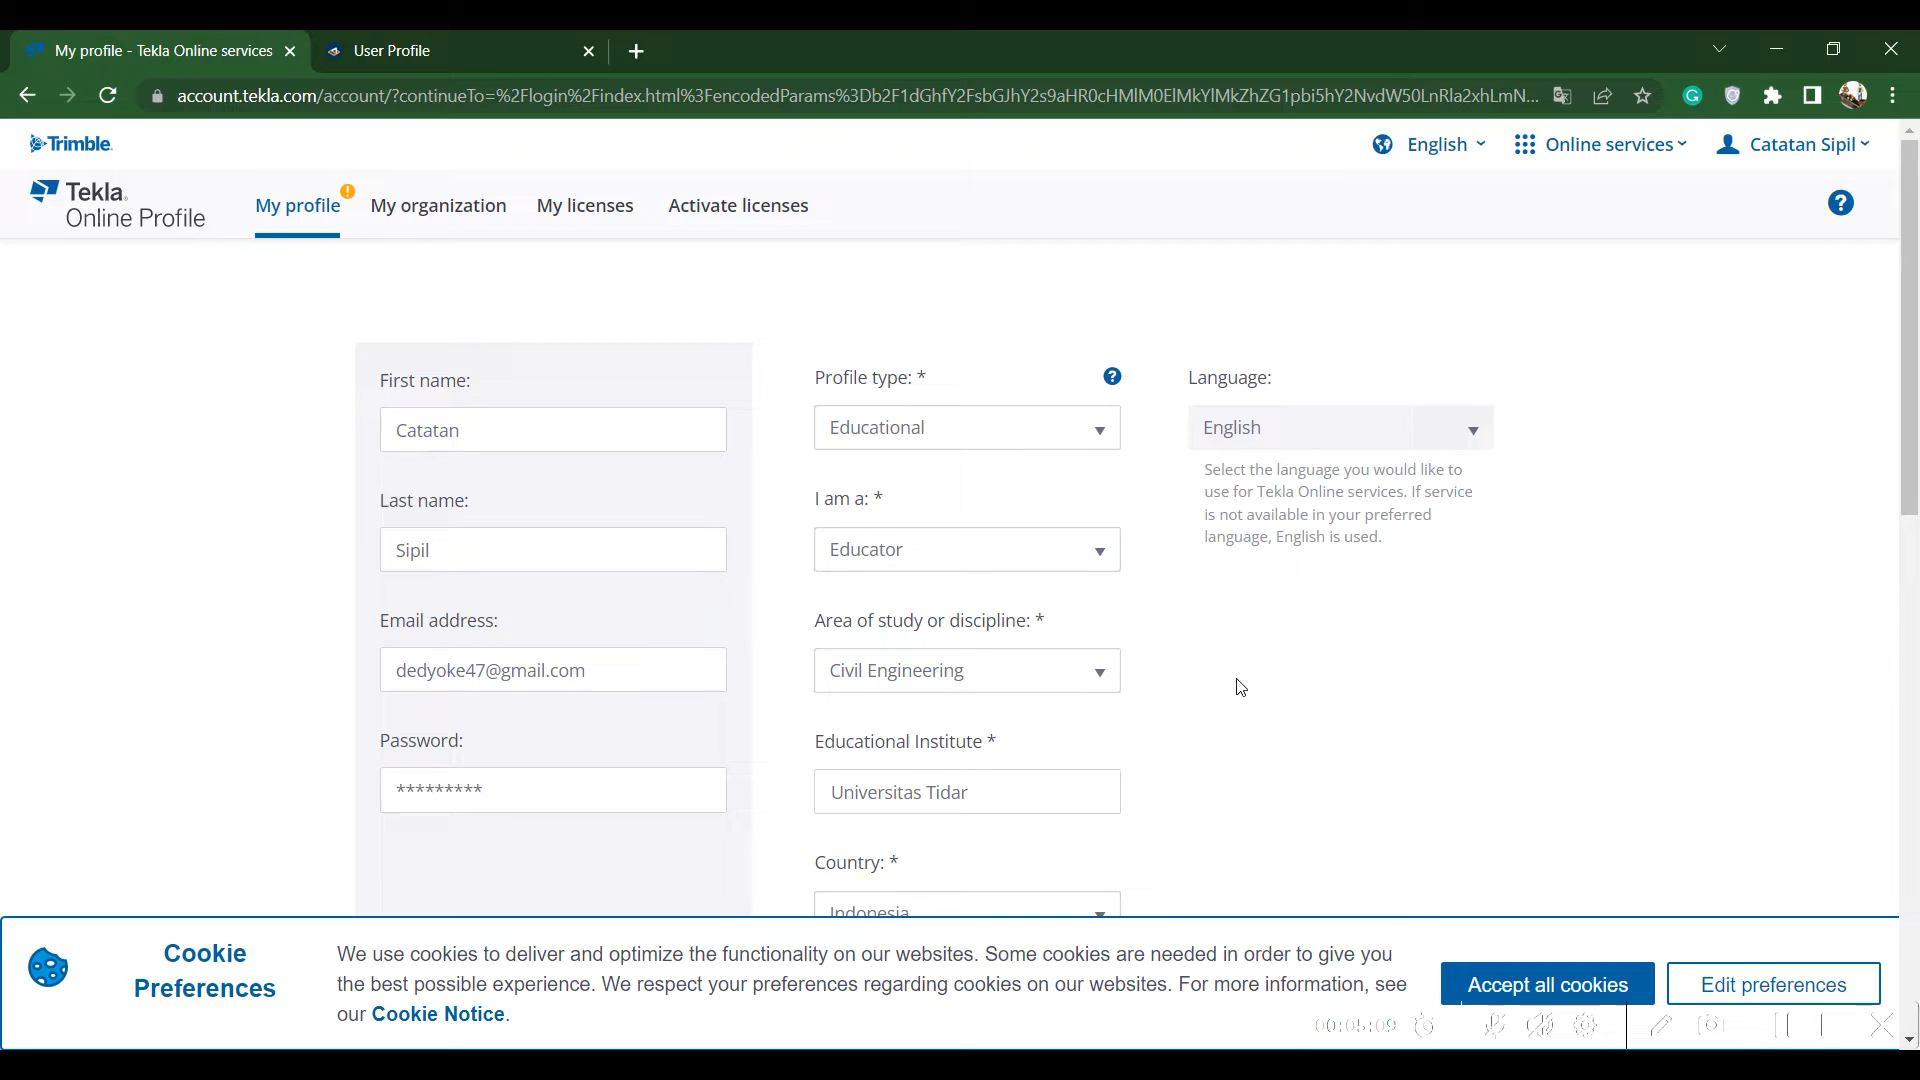 My profile - Tekla Online services
User Profile
account.tekla.com/account/?continueTo=%2Flogin%2Findex.html%3FencodedParams%3Db2F1dGhfY2FsbGJhY2s9aHR0cHMlM0ElMkYlMkZhZG1pbi5hY2NvdW50LnRla2xhLmN...
Trimble.
English
Online services
Catatan Sipil
Tekla
Online Profile
My profile
My organization
My licenses
Activate licenses
First name:
Catatan
Last name:
Sipil
Email address:
dedyoke47@gmail.com
Password:
*********
Profile type: *
Educational
I am a: *
Educator
Area of study or discipline: *
Civil Engineering
Educational Institute *
Universitas Tidar
Country: *
Indonesia
Language:
English
Select the language you would like to
use for Tekla Online services. If service
is not available in your preferred
language, English is used.
Cookie
Preferences
We use cookies to deliver and optimize the functionality on our websites. Some cookies are needed in order to give you
the best possible experience. We respect your preferences regarding cookies on our websites. For more information, see
our Cookie Notice.
Accept all cookies
Edit preferences
00:05:09